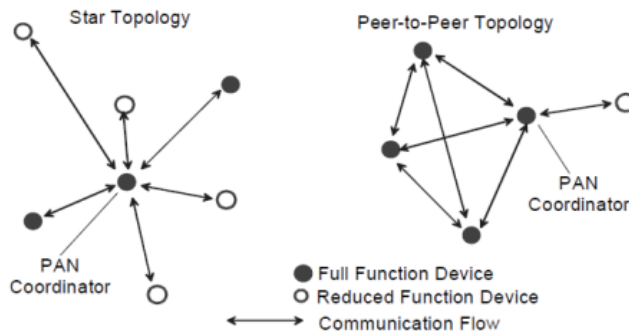 Star Topology
Peer-to-Peer Topology
PAN
Coordinator
PAN
Coordinator
Full Function Device
Reduced Function Device
Communication Flow